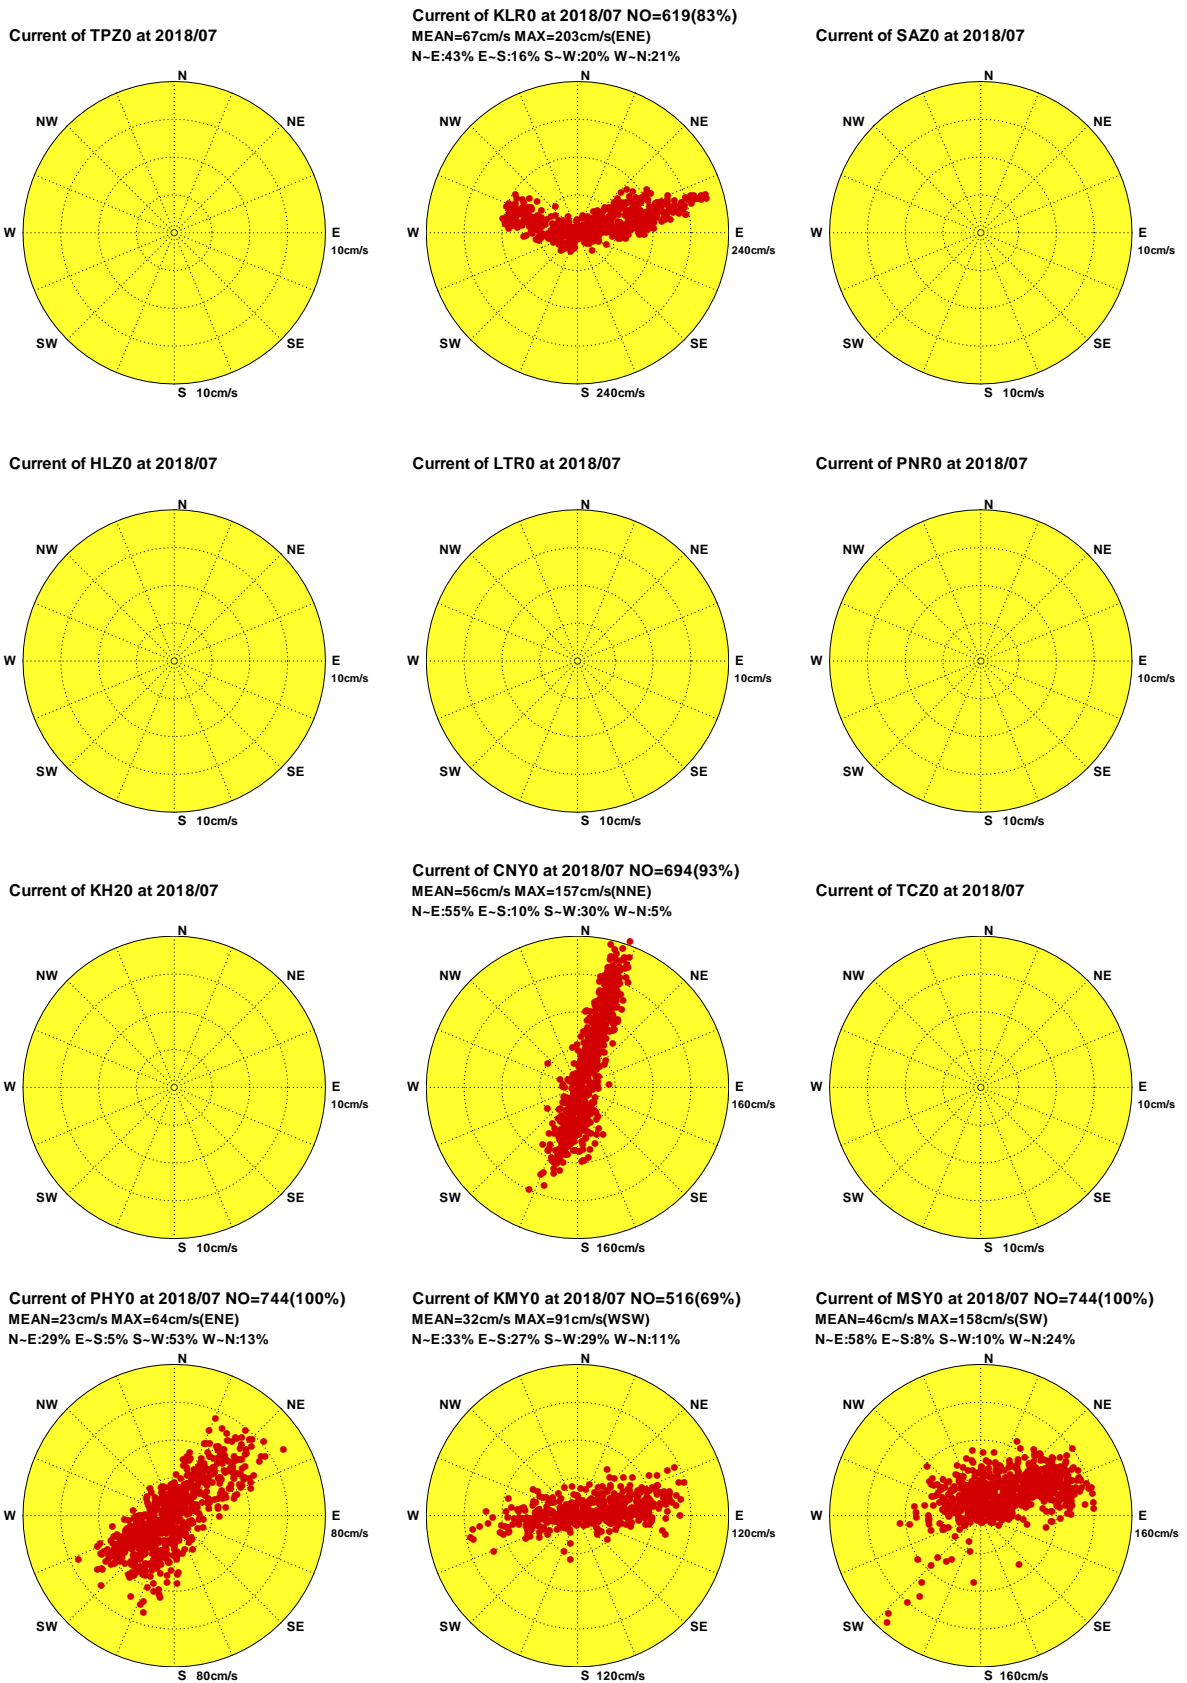 Current of TPZ0 at 2018/07
N
NW
NE
W
E
10cm/s
SW
SE
S 10cm/s
Current of KLR0 at 2018/07 NO=619(83%)
MEAN=67cm/s MAX=203cm/s(ENE)
N~E:43% E~S:16% S~W:20% W~N:21%
N
NW
NE
W
E
240cm/s
SW
SE
S 240cm/s
Current of SAZ0 at 2018/07
N
NW
NE
W
E
10cm/s
SW
SE
S 10cm/s
Current of HLZ0 at 2018/07
N
NW
NE
W
E
10cm/s
SW
SE
S 10cm/s
Current of LTR0 at 2018/07
N
NW
NE
W
E
10cm/s
SW
SE
S 10cm/s
Current of PNR0 at 2018/07
N
NW
NE
W
E
10cm/s
SW
SE
S 10cm/s
Current of KH20 at 2018/07
N
NW
NE
W
E
10cm/s
SW
SE
S 10cm/s
Current of CNY0 at 2018/07 NO=694(93%)
MEAN=56cm/s MAX=157cm/s(NNE)
N~E:55% E~S:10% S~W:30% W~N:5%
N
NW
NE
W
E
160cm/s
SW
SE
S 160cm/s
Current of TCZ0 at 2018/07
N
NW
NE
W
E
10cm/s
SW
SE
S 10cm/s
Current of PHY0 at 2018/07 NO=744(100%)
MEAN=23cm/s MAX=64cm/s(ENE)
N~E:29% E~S:5% S~W:53% W~N:13%
N
NW
NE
W
E
80cm/s
SW
SE
S 80cm/s
Current of KMY0 at 2018/07 NO=516(69%)
MEAN=32cm/s MAX=91cm/s(WSW)
N~E:33% E~S:27% S~W:29% W~N:11%
N
NW
NE
W
E
120cm/s
SW
SE
S 120cm/s
Current of MSY0 at 2018/07 NO=744(100%)
MEAN=46cm/s MAX=158cm/s(SW)
N~E:58% E~S:8% S~W:10% W~N:24%
N
NW
NE
W
E
160cm/s
SW
SE
S 160cm/s